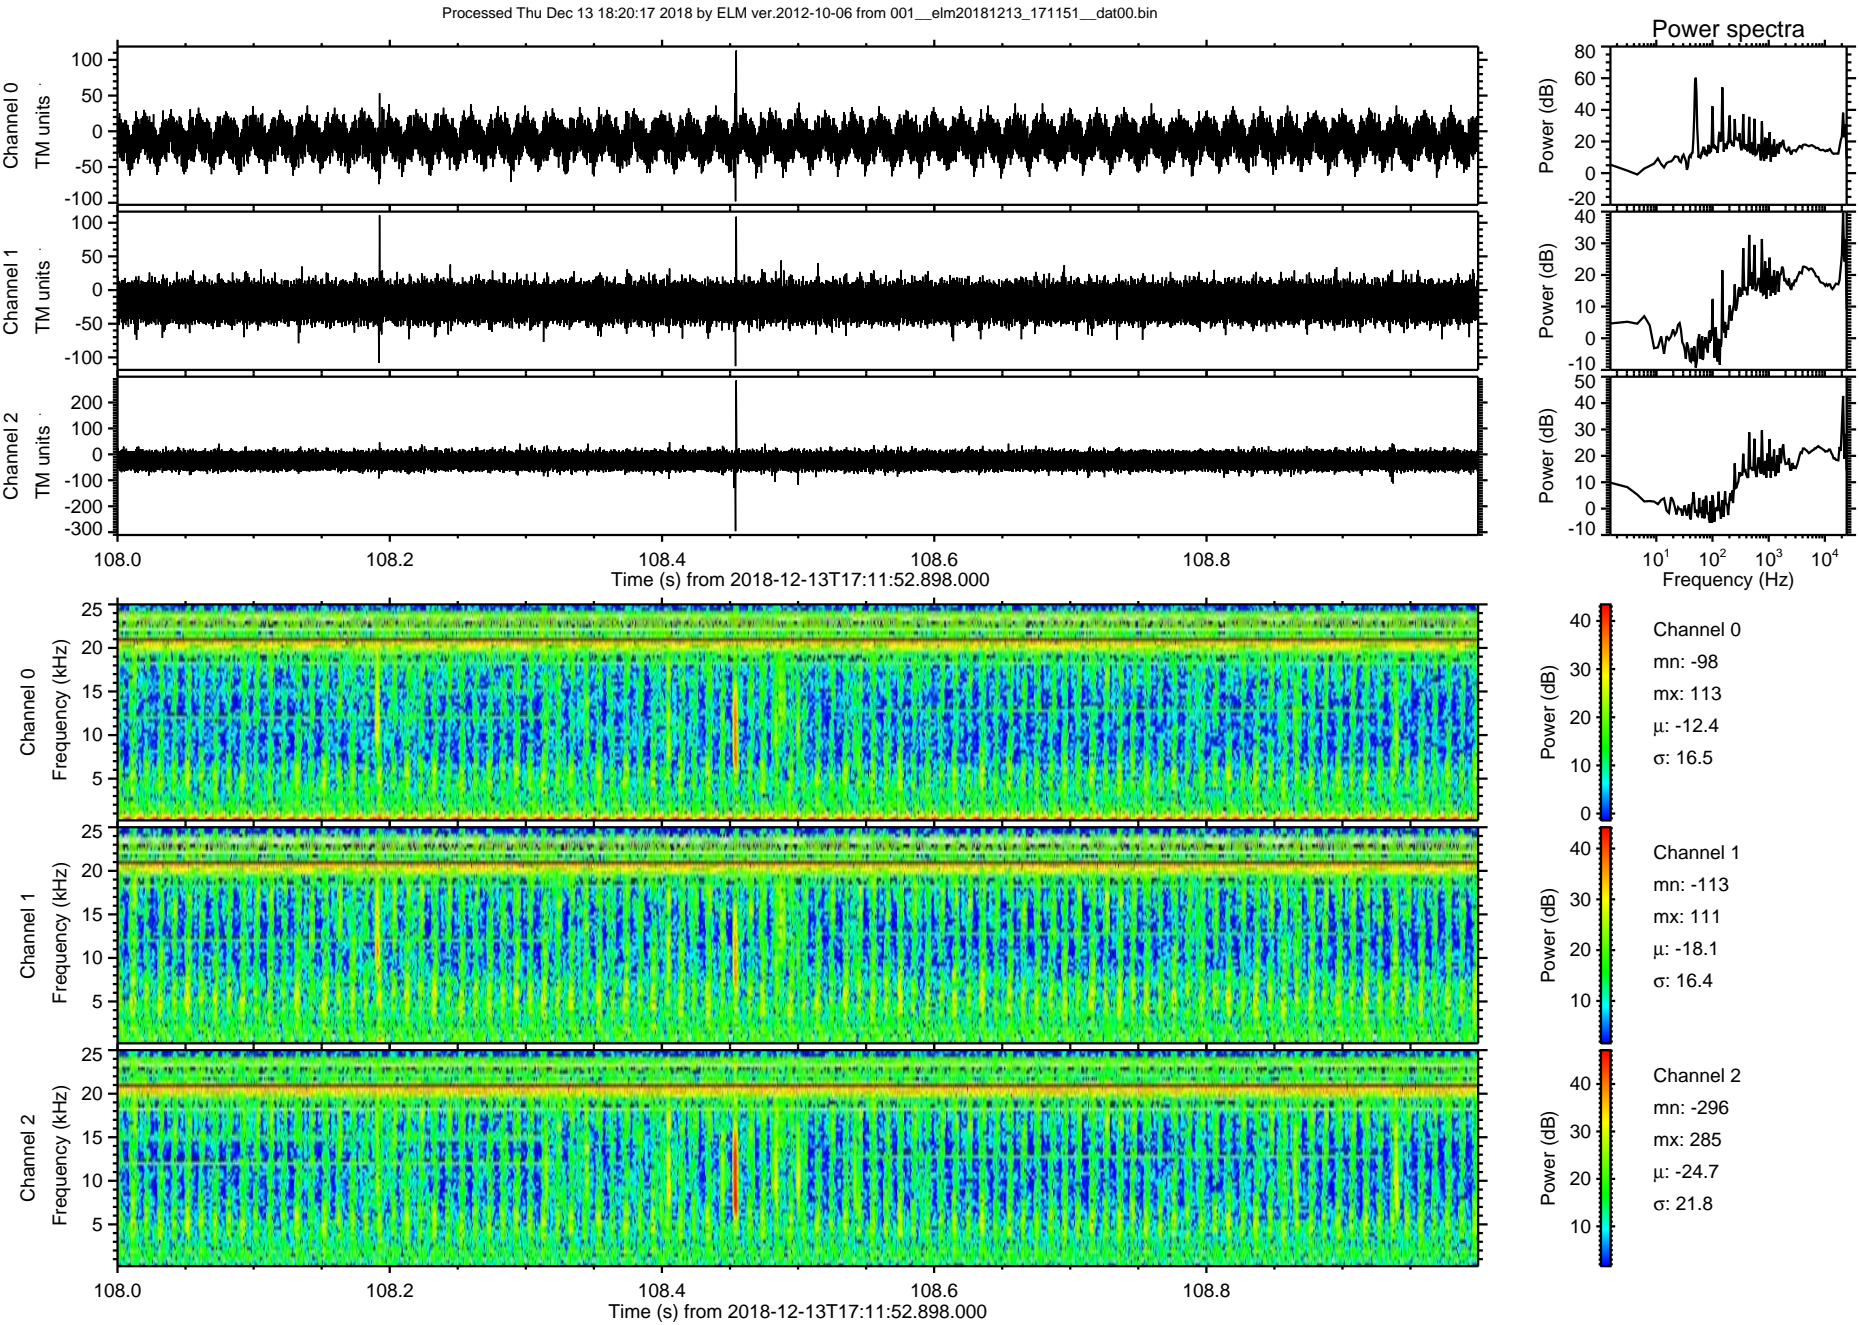 Processed Thu Dec 13 18:20:17 2018 by ELM ver.2012-10-06 from 001__elm20181213_171151__dat00.bin
Power spectra
Channel 0
TM units
100
50
0
-50
-100
Power (dB)
80
60
40
20
0
-20
Channel 1
TM units
100
50
0
-50
-100
Power (dB)
40
30
20
10
0
-10
Channel 2
TM units
200
100
0
-100
-200
-300
Power (dB)
50
40
30
20
10
0
-10
108.0 108.2 108.4 108.6 108.8
Time (s) from 2018-12-13T17:11:52.898.000
10^1 10^2 10^3 10^4
Frequency (Hz)
Channel 0
Frequency (kHz)
25
20
15
10
5
Power (dB)
40
30
20
10
0
Channel 0
mn: -98
mx: 113
µ: -12.4
σ: 16.5
Channel 1
Frequency (kHz)
25
20
15
10
5
Power (dB)
40
30
20
10
Channel 1
mn: -113
mx: 111
µ: -18.1
σ: 16.4
Channel 2
Frequency (kHz)
25
20
15
10
5
Power (dB)
40
30
20
10
Channel 2
mn: -296
mx: 285
µ: -24.7
σ: 21.8
108.0 108.2 108.4 108.6 108.8
Time (s) from 2018-12-13T17:11:52.898.000